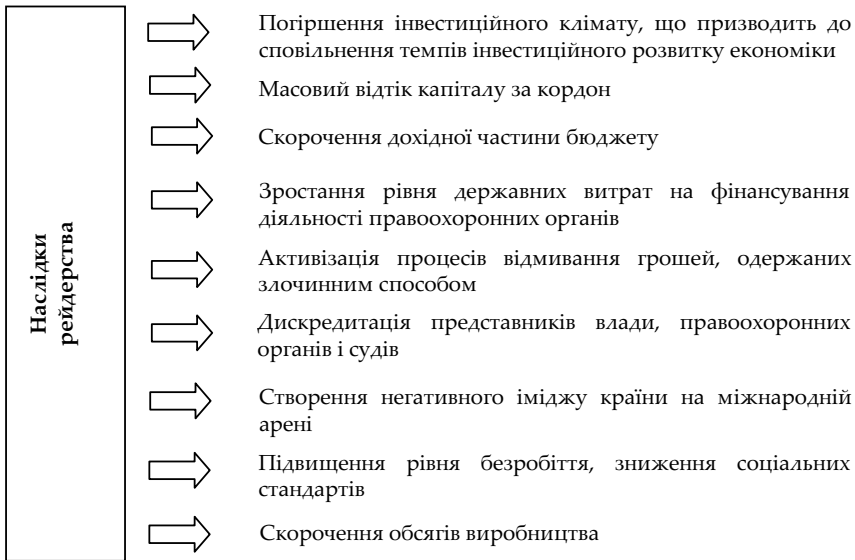 Наслідки
рейдерства
Погіршення інвестиційного клімату, що призводить до
сповільнення темпів інвестиційного розвитку економіки
Масовий відтік капіталу за кордон
Скорочення дохідної частини бюджету
Зростання рівня державних витрат на фінансування
діяльності правоохоронних органів
Активізація процесів відмивання грошей, одержаних
злочинним способом
Дискредитація представників влади, правоохоронних
органів і судів
Створення негативного іміджу країни на міжнародній
арені
Підвищення рівня безробіття, зниження соціальних
стандартів
Скорочення обсягів виробництва